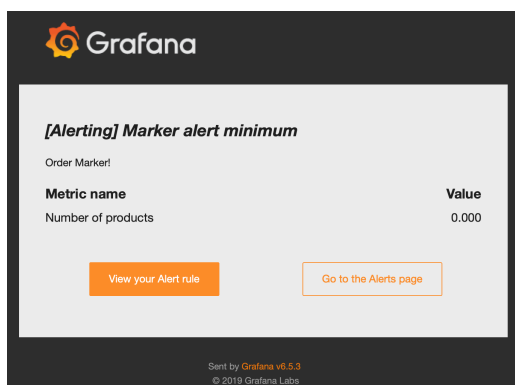 Grafana
[Alerting] Marker alert minimum
Order Marker!
Metric name Value
Number of products 0.000
View your Alert rule Go to the Alerts page
Sent by Grafana v6.5.3
© 2019 Grafana Labs